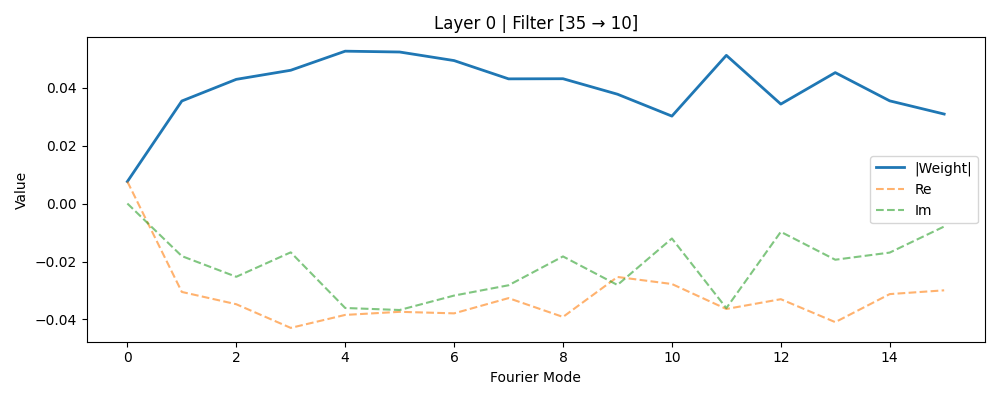 Layer 0 | Filter [35 → 10]
Value
0.04
0.02
0.00
−0.02
−0.04
|Weight|
Re
Im
0 2 4 6 8 10 12 14
Fourier Mode